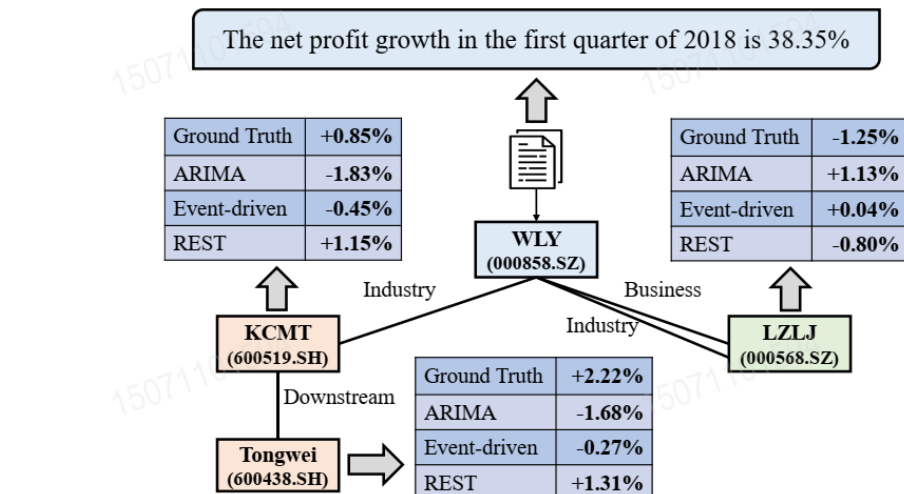 The net profit growth in the first quarter of 2018 is 38.35%
Ground Truth +0.85%
ARIMA -1.83%
Event-driven -0.45%
REST +1.15%
Ground Truth -1.25%
ARIMA +1.13%
Event-driven +0.04%
REST -0.80%
WLY
(000858.SZ)
Industry
Business
Industry
KCMT
(600519.SH)
LZLJ
(000568.SZ)
Downstream
Ground Truth +2.22%
ARIMA -1.68%
Event-driven -0.27%
REST +1.31%
Tongwei
(600438.SH)